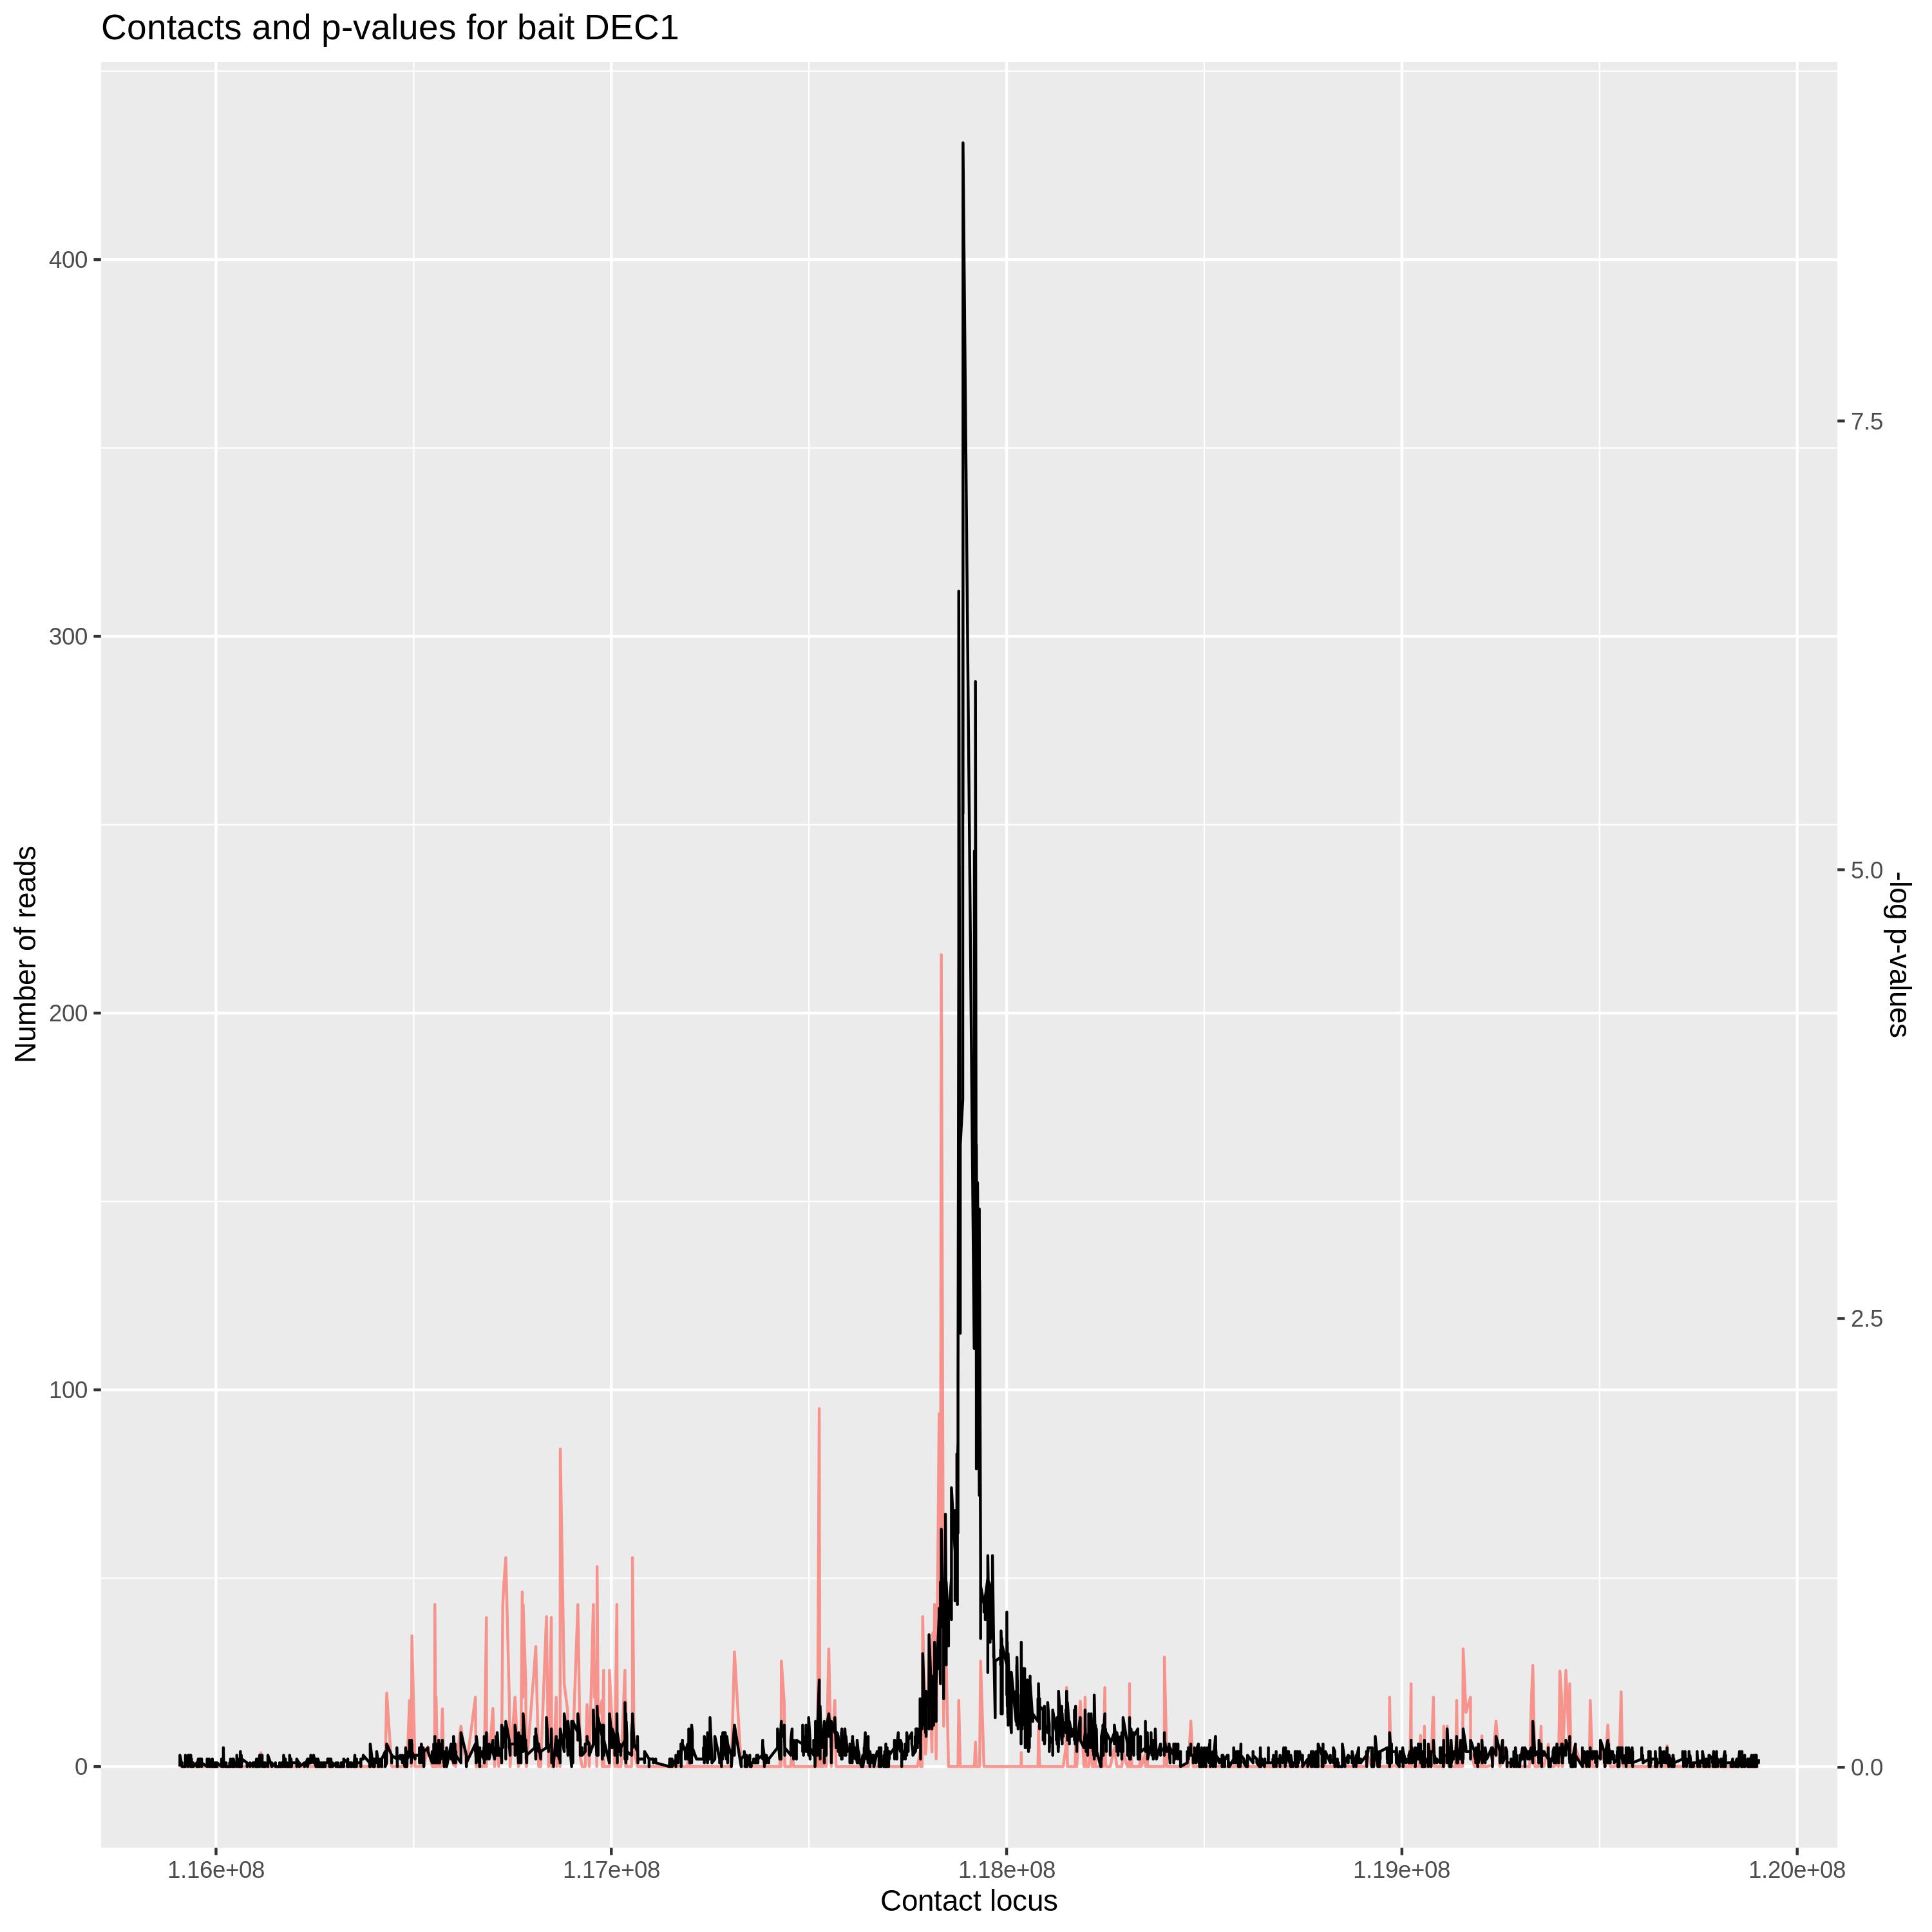 Contacts and p-values for bait DEC1
Number of reads
400
300
200
100
0
7.5
5.0
2.5
0.0
-log p-values
1.16e+08
1.17e+08
1.18e+08
1.19e+08
1.20e+08
Contact locus